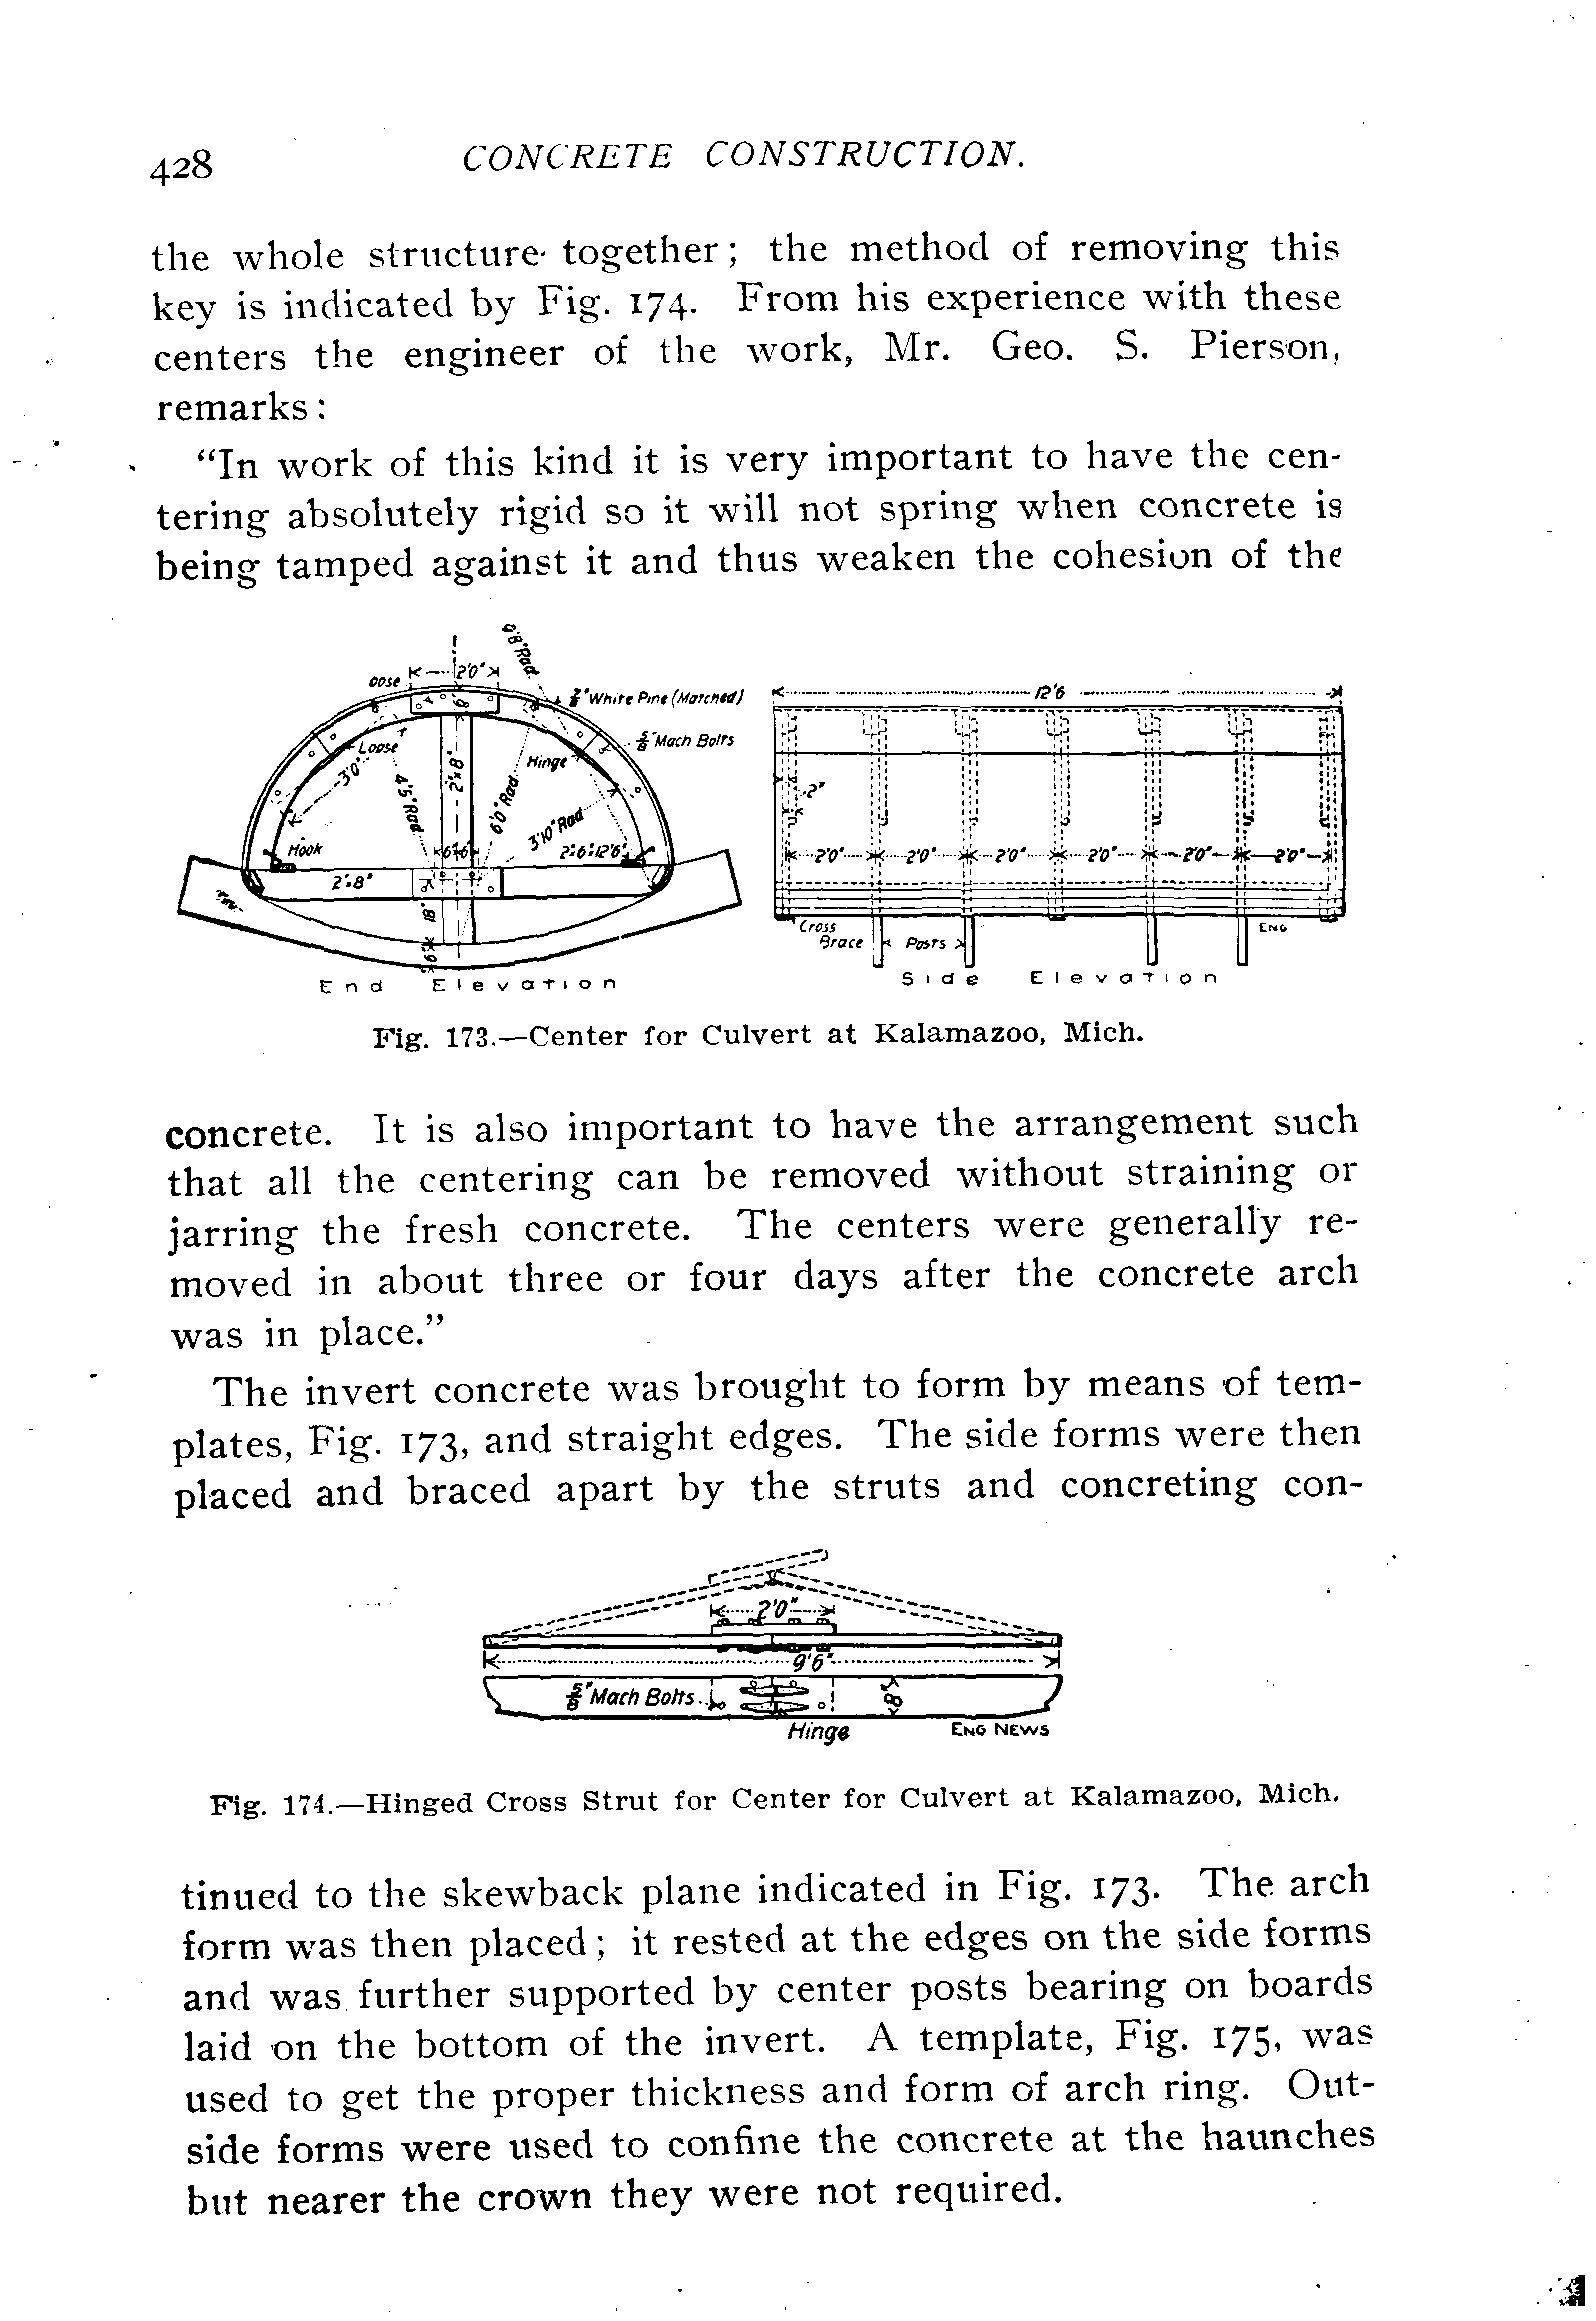 428 CONCRETE CONSTRUCTION.
the whole structure together; the method of removing this
key is indicated by Fig. 174. From his experience with these
centers the engineer of the work, Mr. Geo. S. Pierson,
remarks:
"In work of this kind it is very important to have the cen-
tering absolutely rigid so it will not spring when concrete is
being tamped against it and thus weaken the cohesion of the
9'8" Rad.
2'0"
oose
⅞" White Pine (Matched)
⅝" Mach Bolts
Loose
Hinge
3'0"
2"x8"
4'5" Rad
6'0" Rad
3'10" Rad
Hook
6" 6"
2"x8"
8"
End Elevation
12'6
2"
2'0" 2'0" 2'0" 2'0" 2'0" 2'0"
Cross
Brace
Posts
ENG
Side Elevation
Fig. 173.—Center for Culvert at Kalamazoo, Mich.
concrete. It is also important to have the arrangement such
that all the centering can be removed without straining or
jarring the fresh concrete. The centers were generally re-
moved in about three or four days after the concrete arch
was in place."
The invert concrete was brought to form by means of tem-
plates, Fig. 173, and straight edges. The side forms were then
placed and braced apart by the struts and concreting con-
2'0"
9'6"
⅝" Mach Bolts
8"
Hinge
ENG NEWS
Fig. 174.—Hinged Cross Strut for Center for Culvert at Kalamazoo, Mich.
tinued to the skewback plane indicated in Fig. 173. The arch
form was then placed; it rested at the edges on the side forms
and was further supported by center posts bearing on boards
laid on the bottom of the invert. A template, Fig. 175, was
used to get the proper thickness and form of arch ring. Out-
side forms were used to confine the concrete at the haunches
but nearer the crown they were not required.